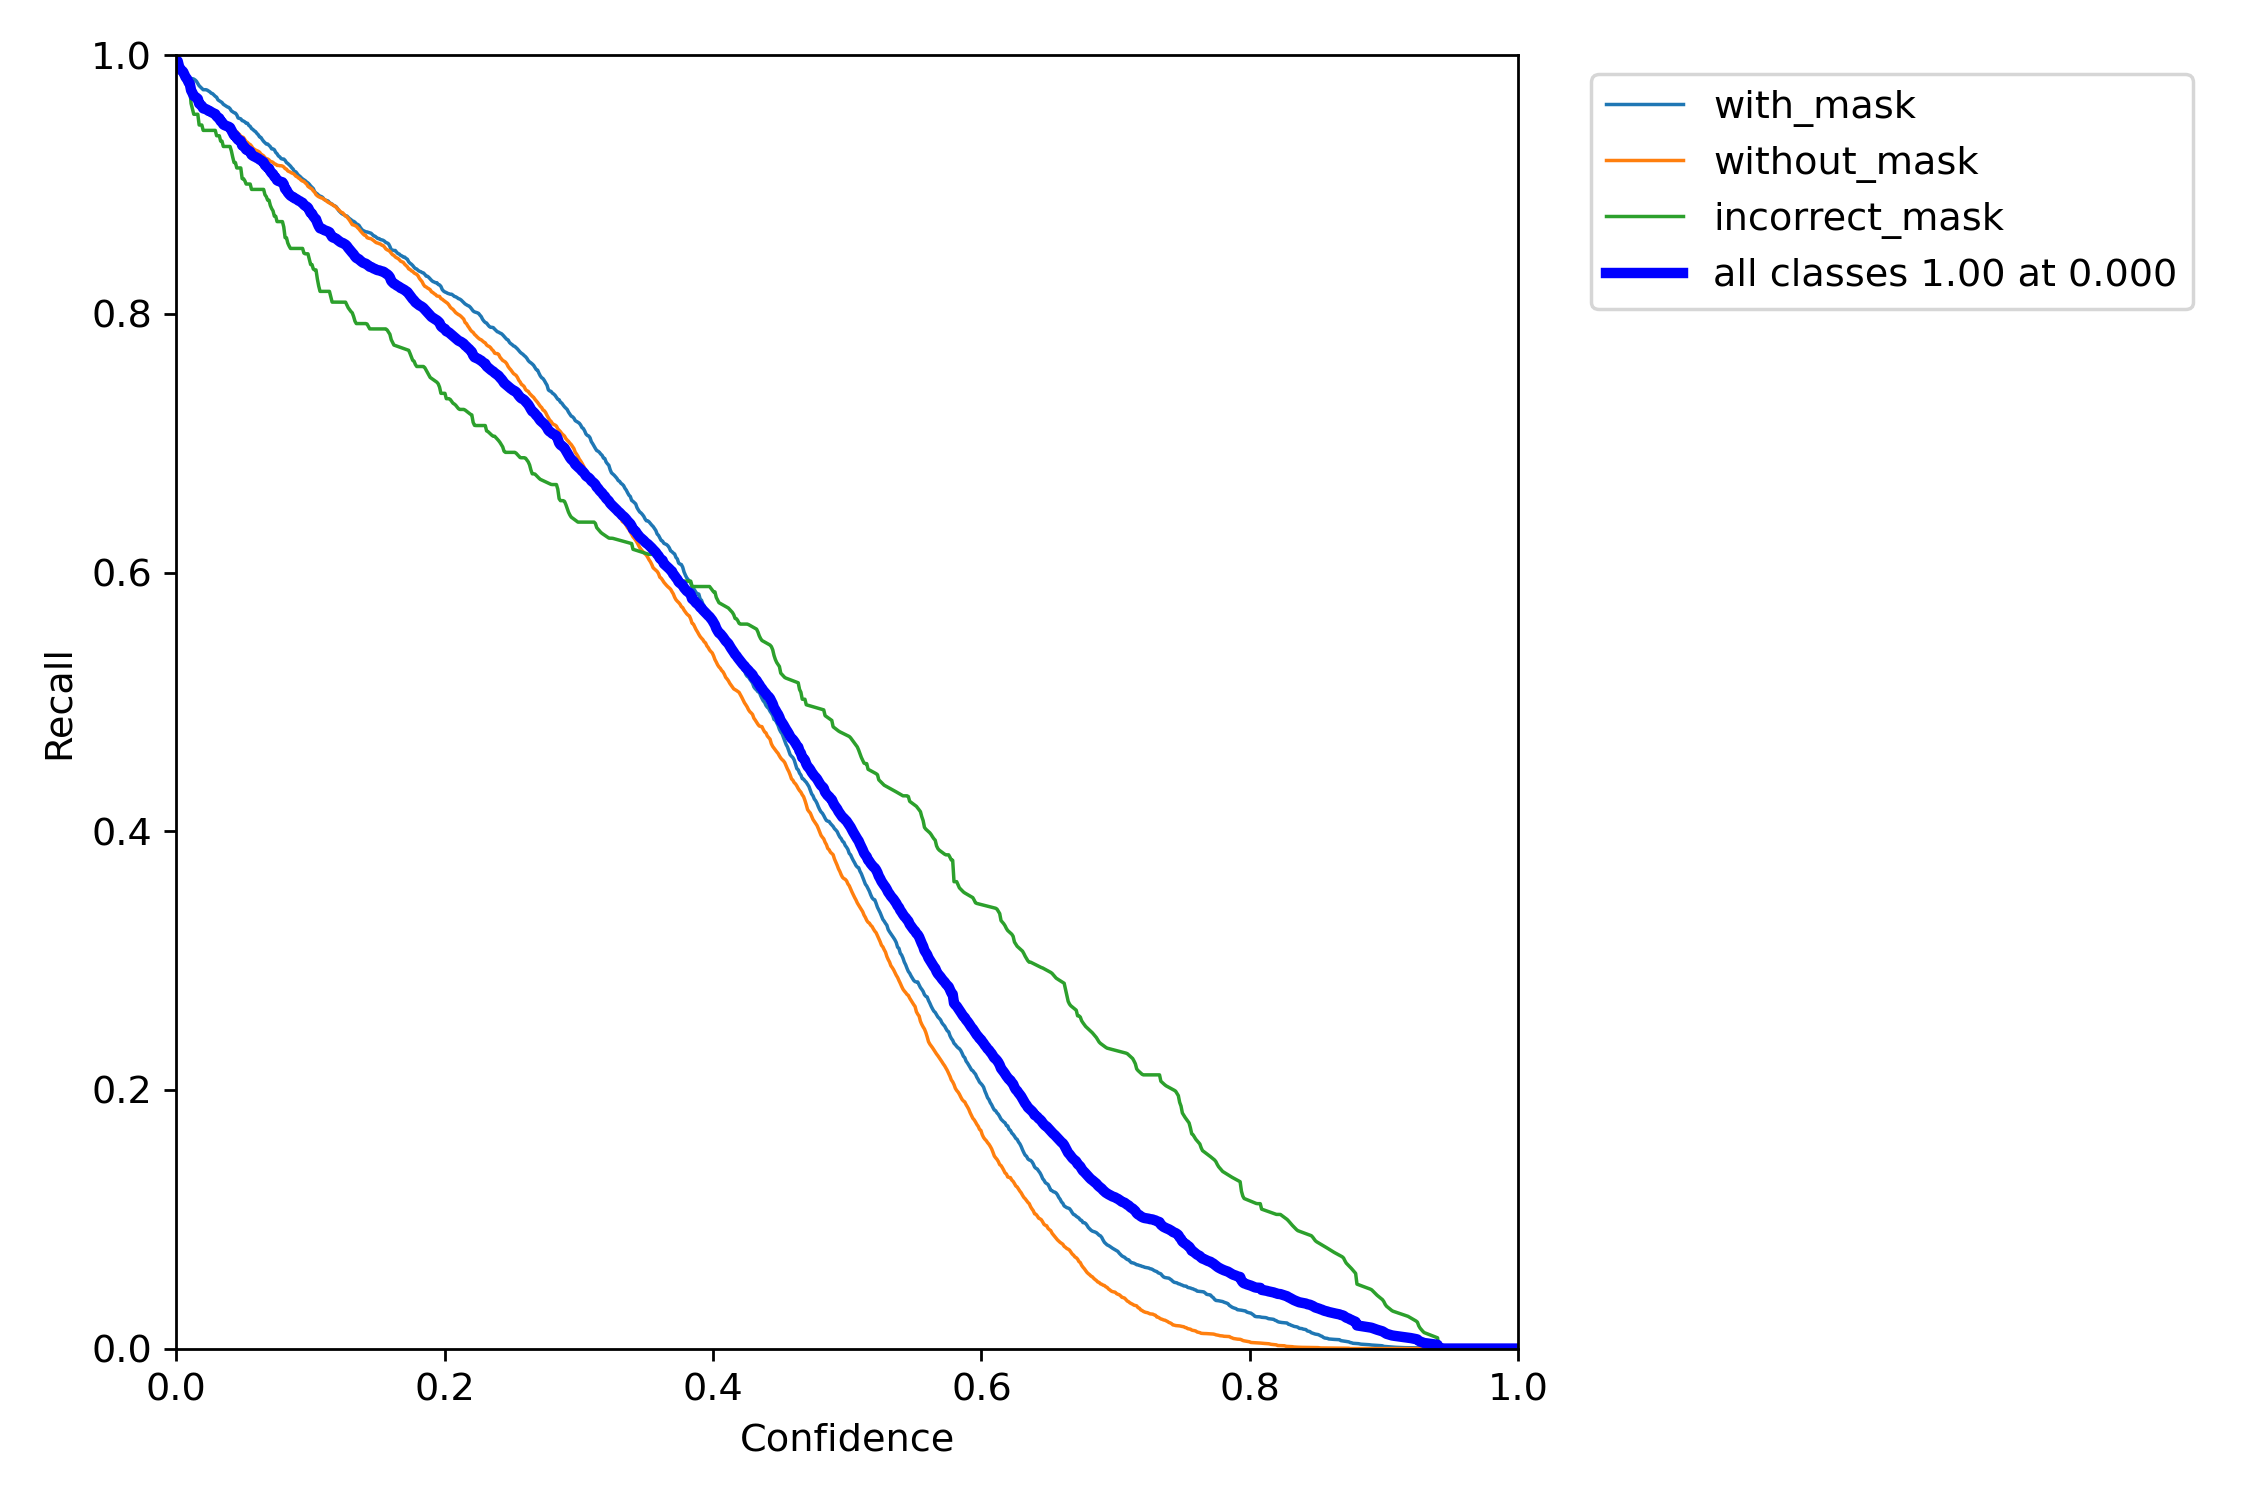 1.0
0.8
0.6
0.4
0.2
0.0
Recall
0.0 0.2 0.4 0.6 0.8 1.0
Confidence
with_mask
without_mask
incorrect_mask
all classes 1.00 at 0.000